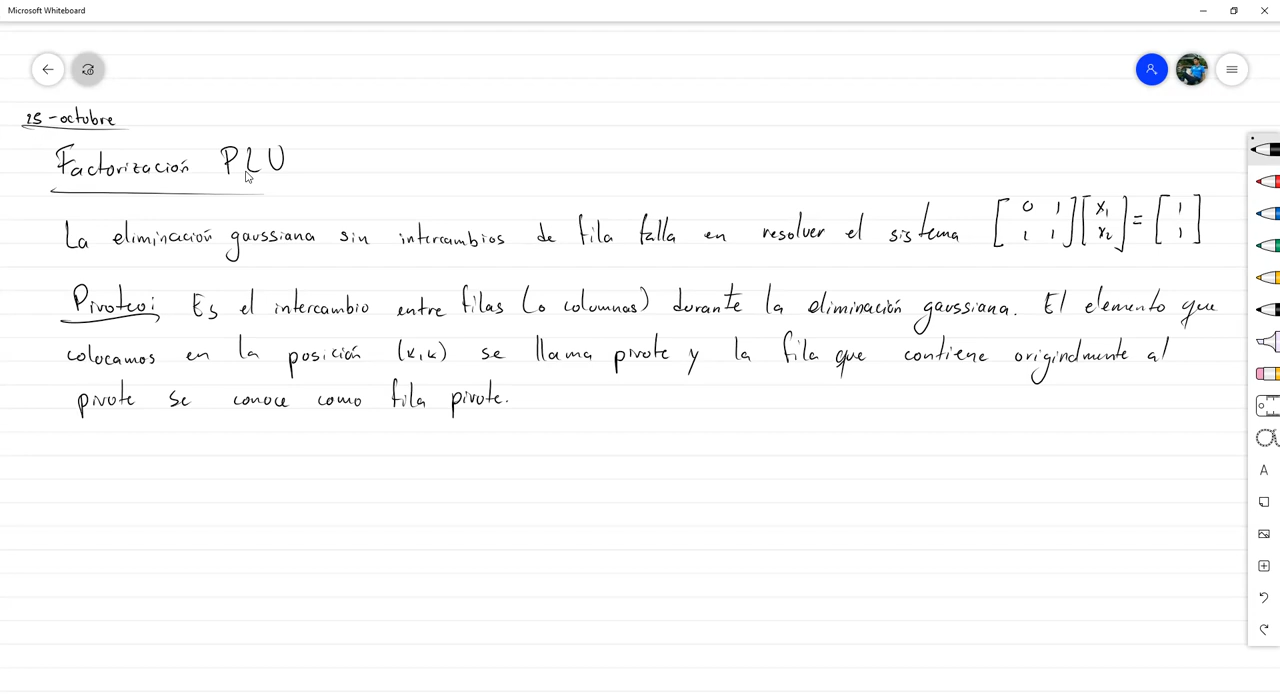 Microsoft Whiteboard
25-octubre
Factorización PLU
La eliminación gaussiana sin intercambios de fila falla en resolver el sistema [0 1; 1 1] [x₁; x₂] = [1; 1]
Pivoteo: Es el intercambio entre filas (o columnas) durante la eliminación gaussiana. El elemento que
colocamos en la posición (k,k) se llama pivote y la fila que contiene originalmente al
pivote se conoce como fila pivote.
A